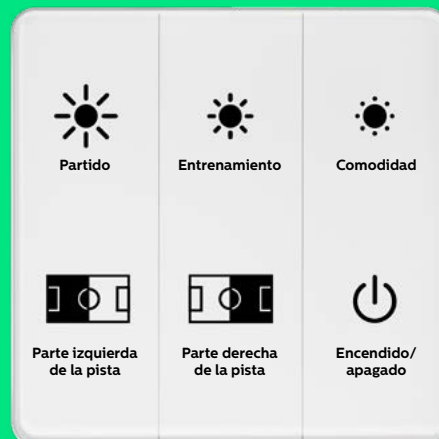 Partido
Entrenamiento
Comodidad
Parte izquierda
de la pista
Parte derecha
de la pista
Encendido/
apagado